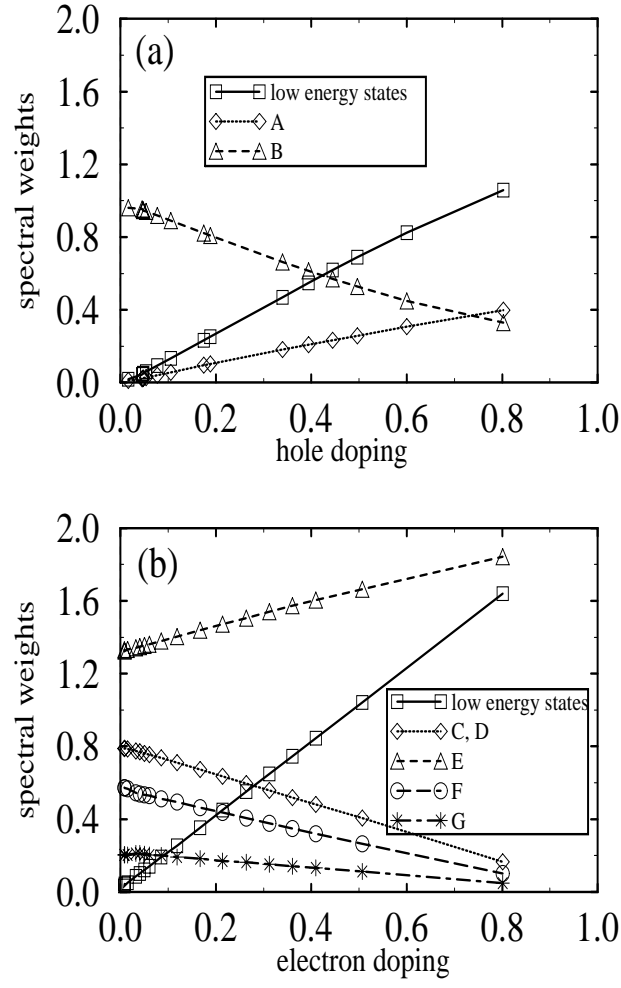 (a)
2.0
1.6
1.2
0.8
0.4
0.0
spectral weights
low energy states
A
B
0.0 0.2 0.4 0.6 0.8 1.0
hole doping
(b)
2.0
1.6
1.2
0.8
0.4
0.0
spectral weights
low energy states
C, D
E
F
G
0.0 0.2 0.4 0.6 0.8 1.0
electron doping